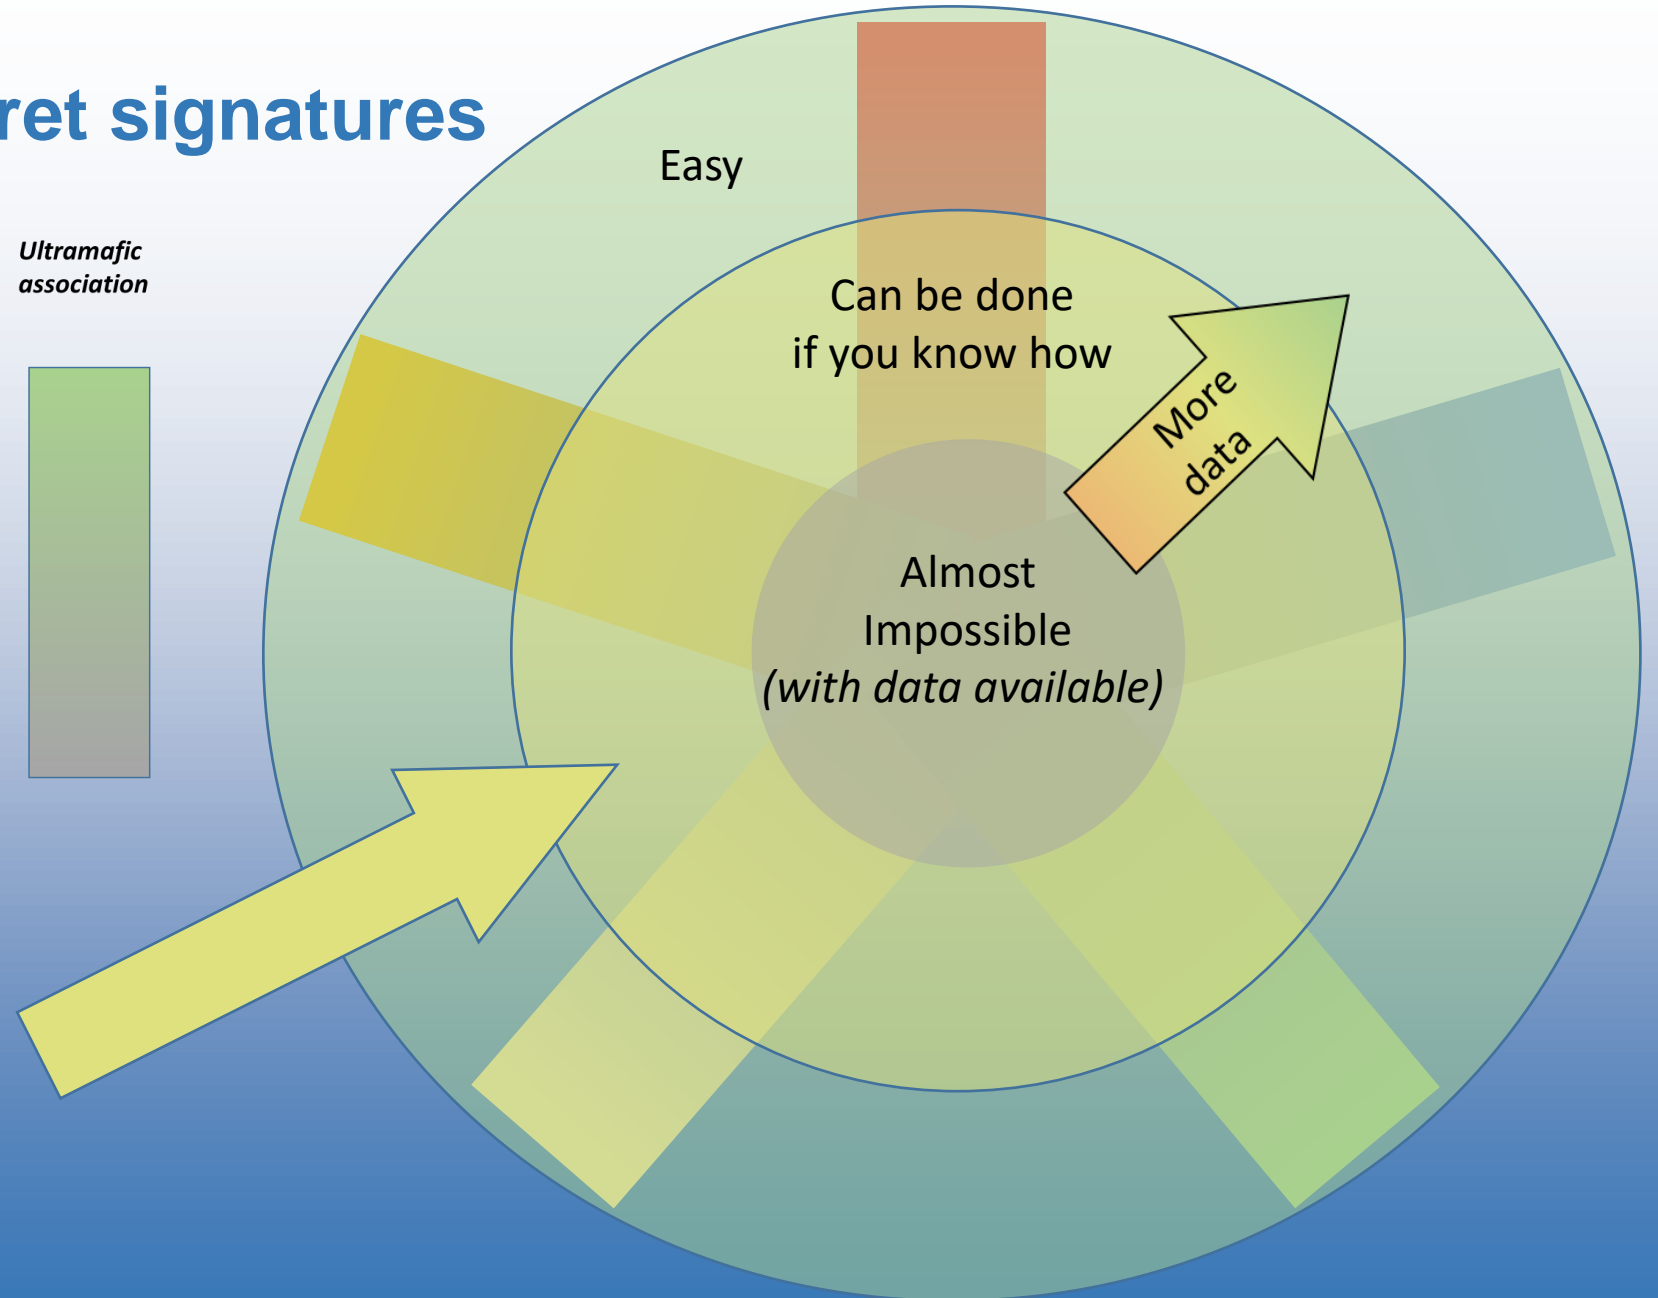 ret signatures
Easy
Ultramafic
association
Can be done
if you know how
More
data
Almost
Impossible
(with data available)